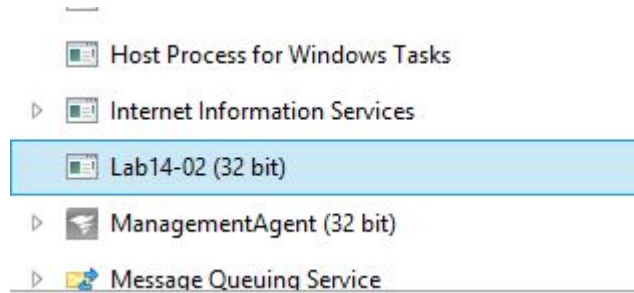 Host Process for Windows Tasks
Internet Information Services
Lab14-02 (32 bit)
ManagementAgent (32 bit)
Message Queuing Service